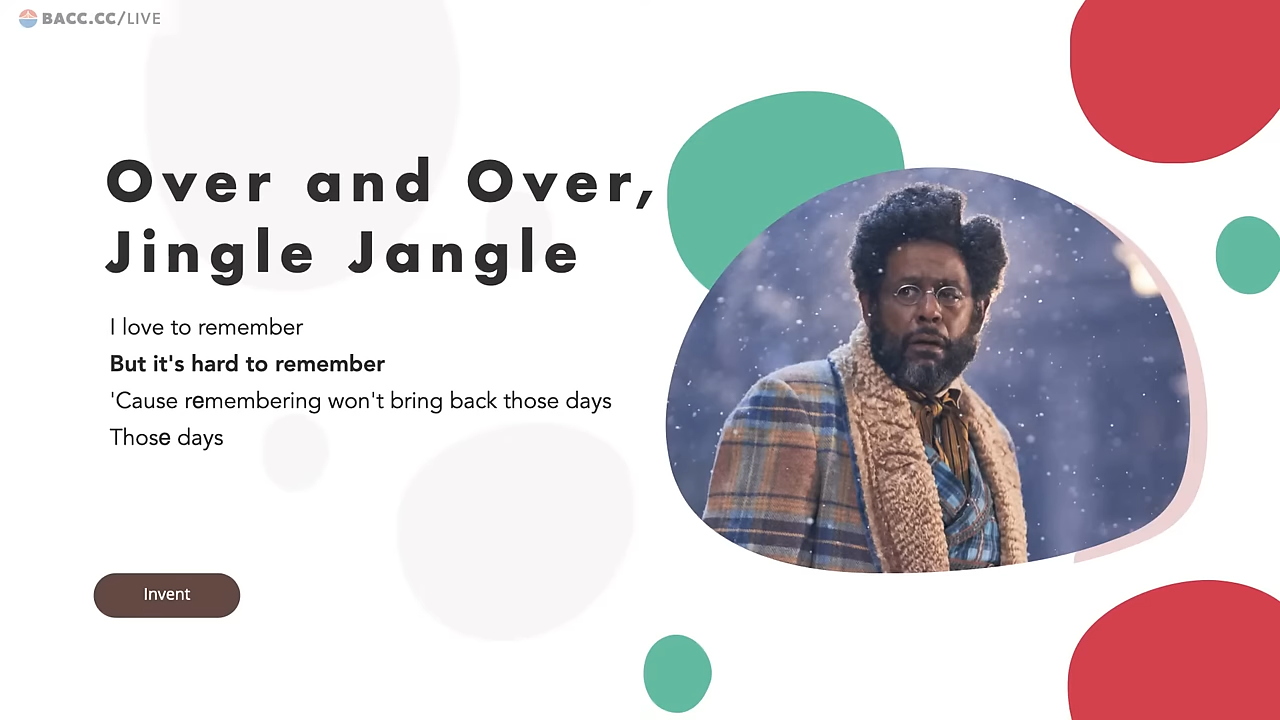 BACC.CC/LIVE
Over and Over,
Jingle Jangle
I love to remember
But it's hard to remember
'Cause remembering won't bring back those days
Those days
Invent